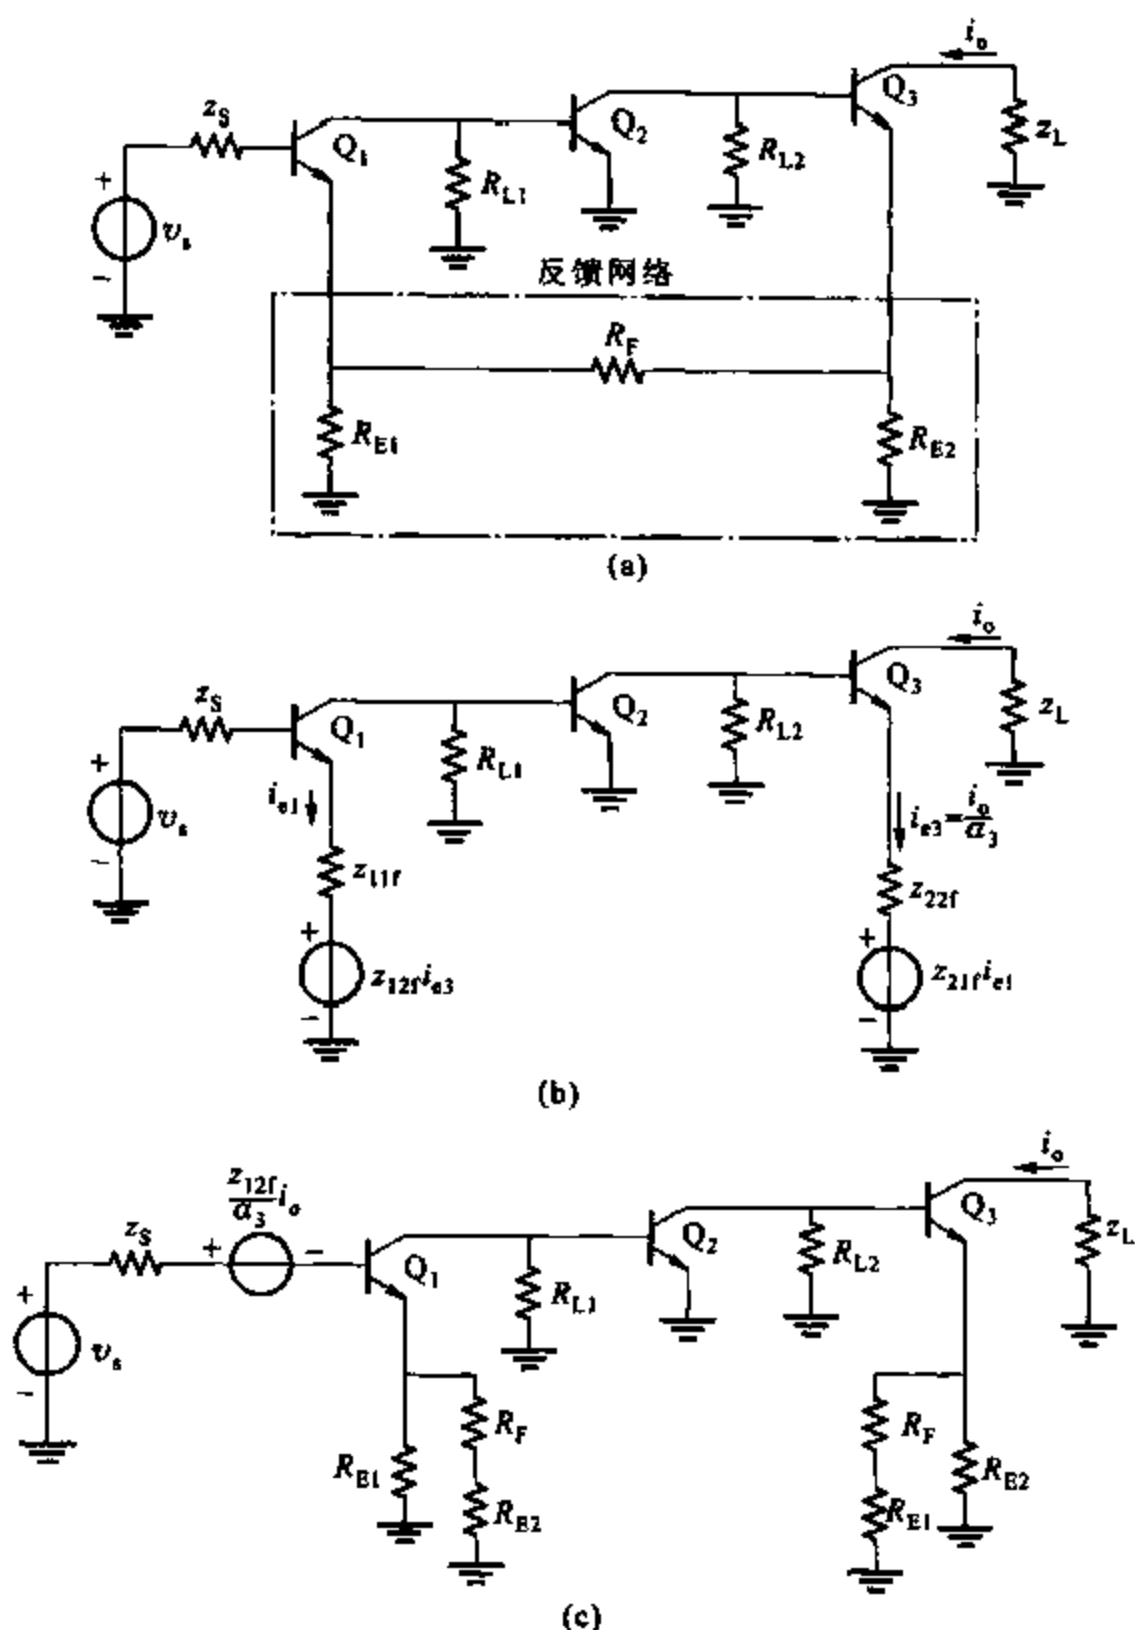 i_o
z_S
Q_1
Q_2
Q_3
R_L1
R_L2
z_L
+
v_s
−
反馈网络
R_F
R_E1
R_E2
(a)
i_o
z_S
Q_1
Q_2
Q_3
R_L1
R_L2
z_L
+
v_s
−
i_e1
i_e3=i_o/α_3
z_11f
z_22f
+
z_12f i_e3
−
+
z_21f i_e1
−
(b)
z_12f/α_3 i_o
i_o
z_S
+ −
Q_1
Q_2
Q_3
R_L1
R_L2
z_L
+
v_s
−
R_F
R_F
R_E1
R_E2
R_E2
R_E1
(c)